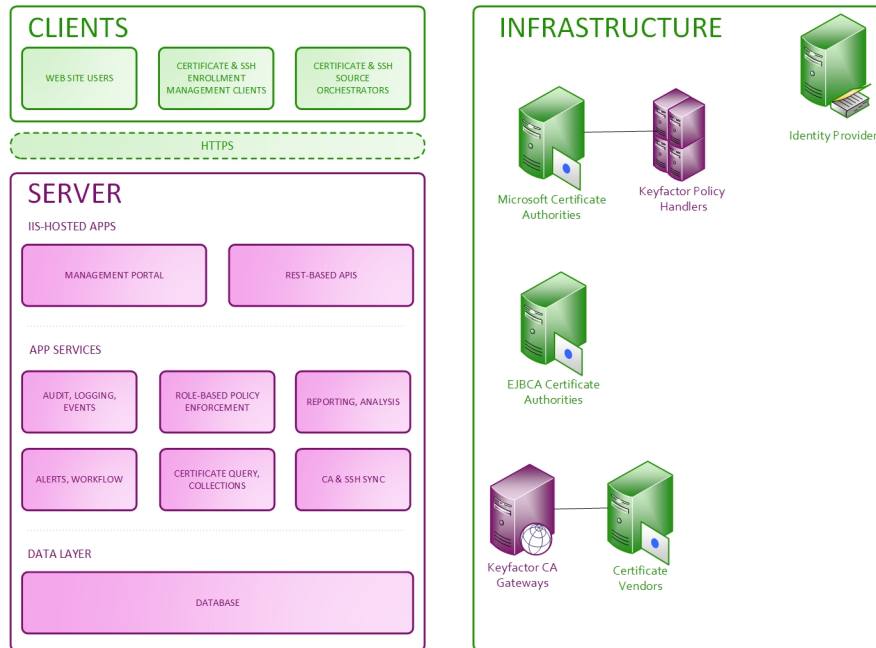 CLIENTS
WEB SITE USERS
CERTIFICATE & SSH
ENROLLMENT
MANAGEMENT CLIENTS
CERTIFICATE & SSH
SOURCE
ORCHESTRATORS
HTTPS
SERVER
IIS-HOSTED APPS
MANAGEMENT PORTAL
REST-BASED APIS
APP SERVICES
AUDIT, LOGGING,
EVENTS
ROLE-BASED POLICY
ENFORCEMENT
REPORTING, ANALYSIS
ALERTS, WORKFLOW
CERTIFICATE QUERY,
COLLECTIONS
CA & SSH SYNC
DATA LAYER
DATABASE
INFRASTRUCTURE
Identity Provider
Microsoft Certificate
Authorities
Keyfactor Policy
Handlers
EJBCA Certificate
Authorities
Keyfactor CA
Gateways
Certificate
Vendors